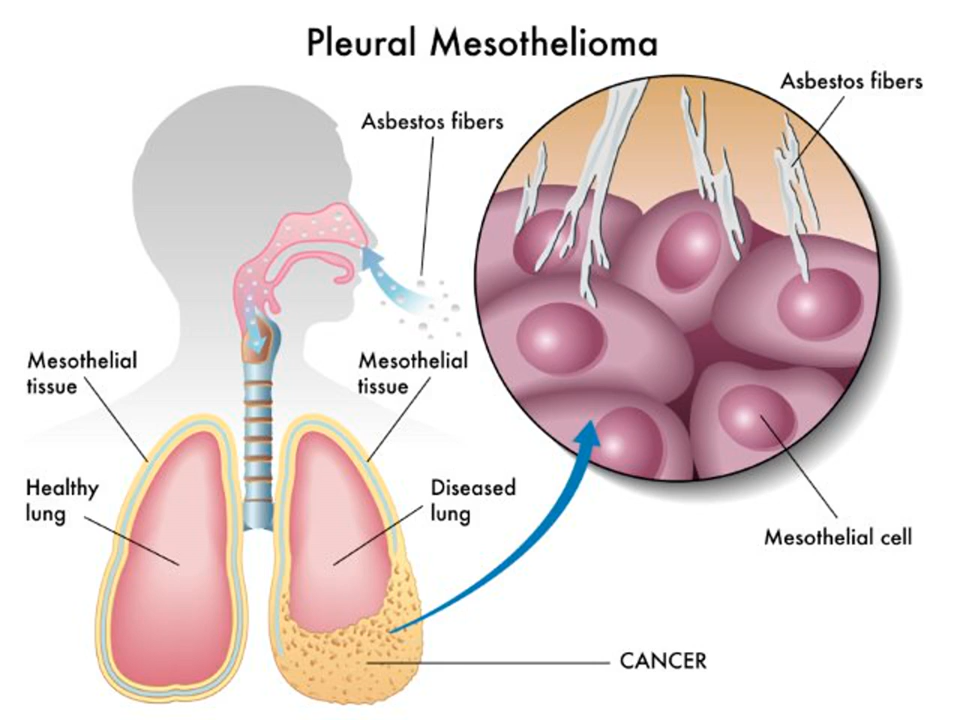 Pleural Mesothelioma
Asbestos fibers
Asbestos fibers
Mesothelial
tissue
Mesothelial
tissue
Healthy
lung
Diseased
lung
Mesothelial cell
CANCER